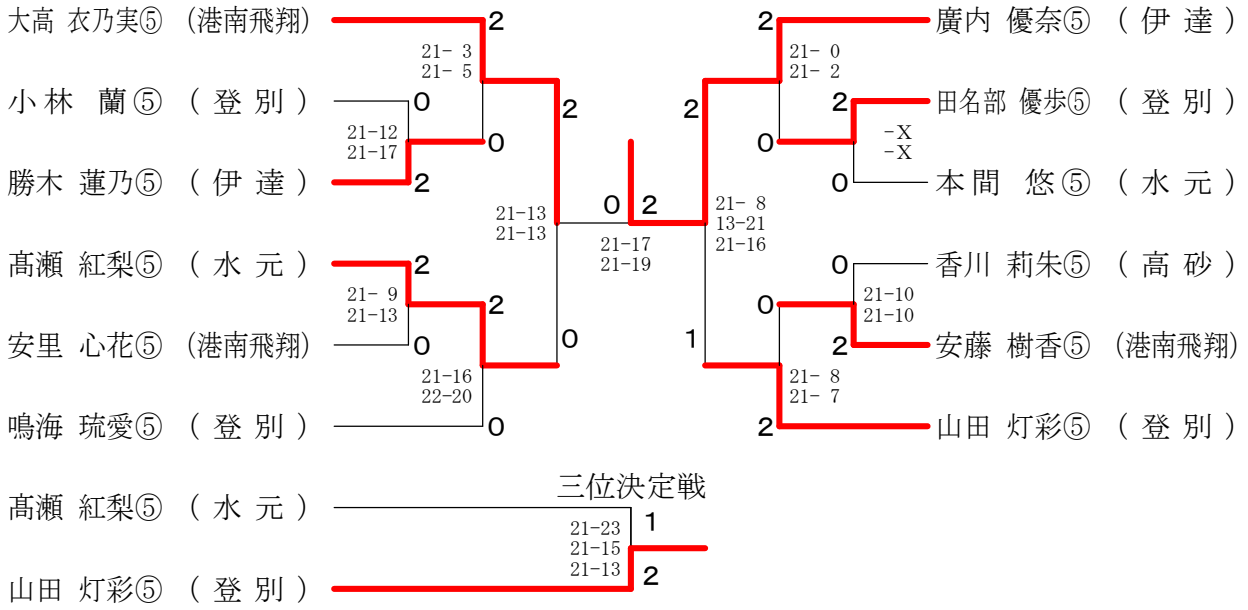 大高 衣乃実⑤ (港南飛翔) 2 2 廣内 優奈⑤ (伊達)
21- 3 21- 0
21- 5 21- 2
小林 蘭⑤ (登別) 0 2 2 2 田名部 優歩⑤ (登別)
21-12 -X
21-17 0 0 -X
勝木 蓮乃⑤ (伊達) 2 0 本間 悠⑤ (水元)
21-13 0 2 21- 8
21-13 13-21
21-17 21-16
21-19
髙瀬 紅梨⑤ (水元) 2 0 香川 莉朱⑤ (高砂)
21- 9 2 0 21-10
21-13 21-10
安里 心花⑤ (港南飛翔) 0 0 1 2 安藤 樹香⑤ (港南飛翔)
21-16 21- 8
22-20 21- 7
鳴海 琉愛⑤ (登別) 0 2 山田 灯彩⑤ (登別)
三位決定戦
髙瀬 紅梨⑤ (水元) 1
21-23
21-15
21-13
山田 灯彩⑤ (登別) 2